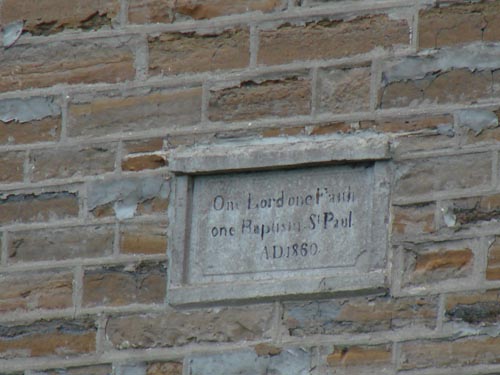 One Lord one Faith
one Baptism St Paul
AD1860